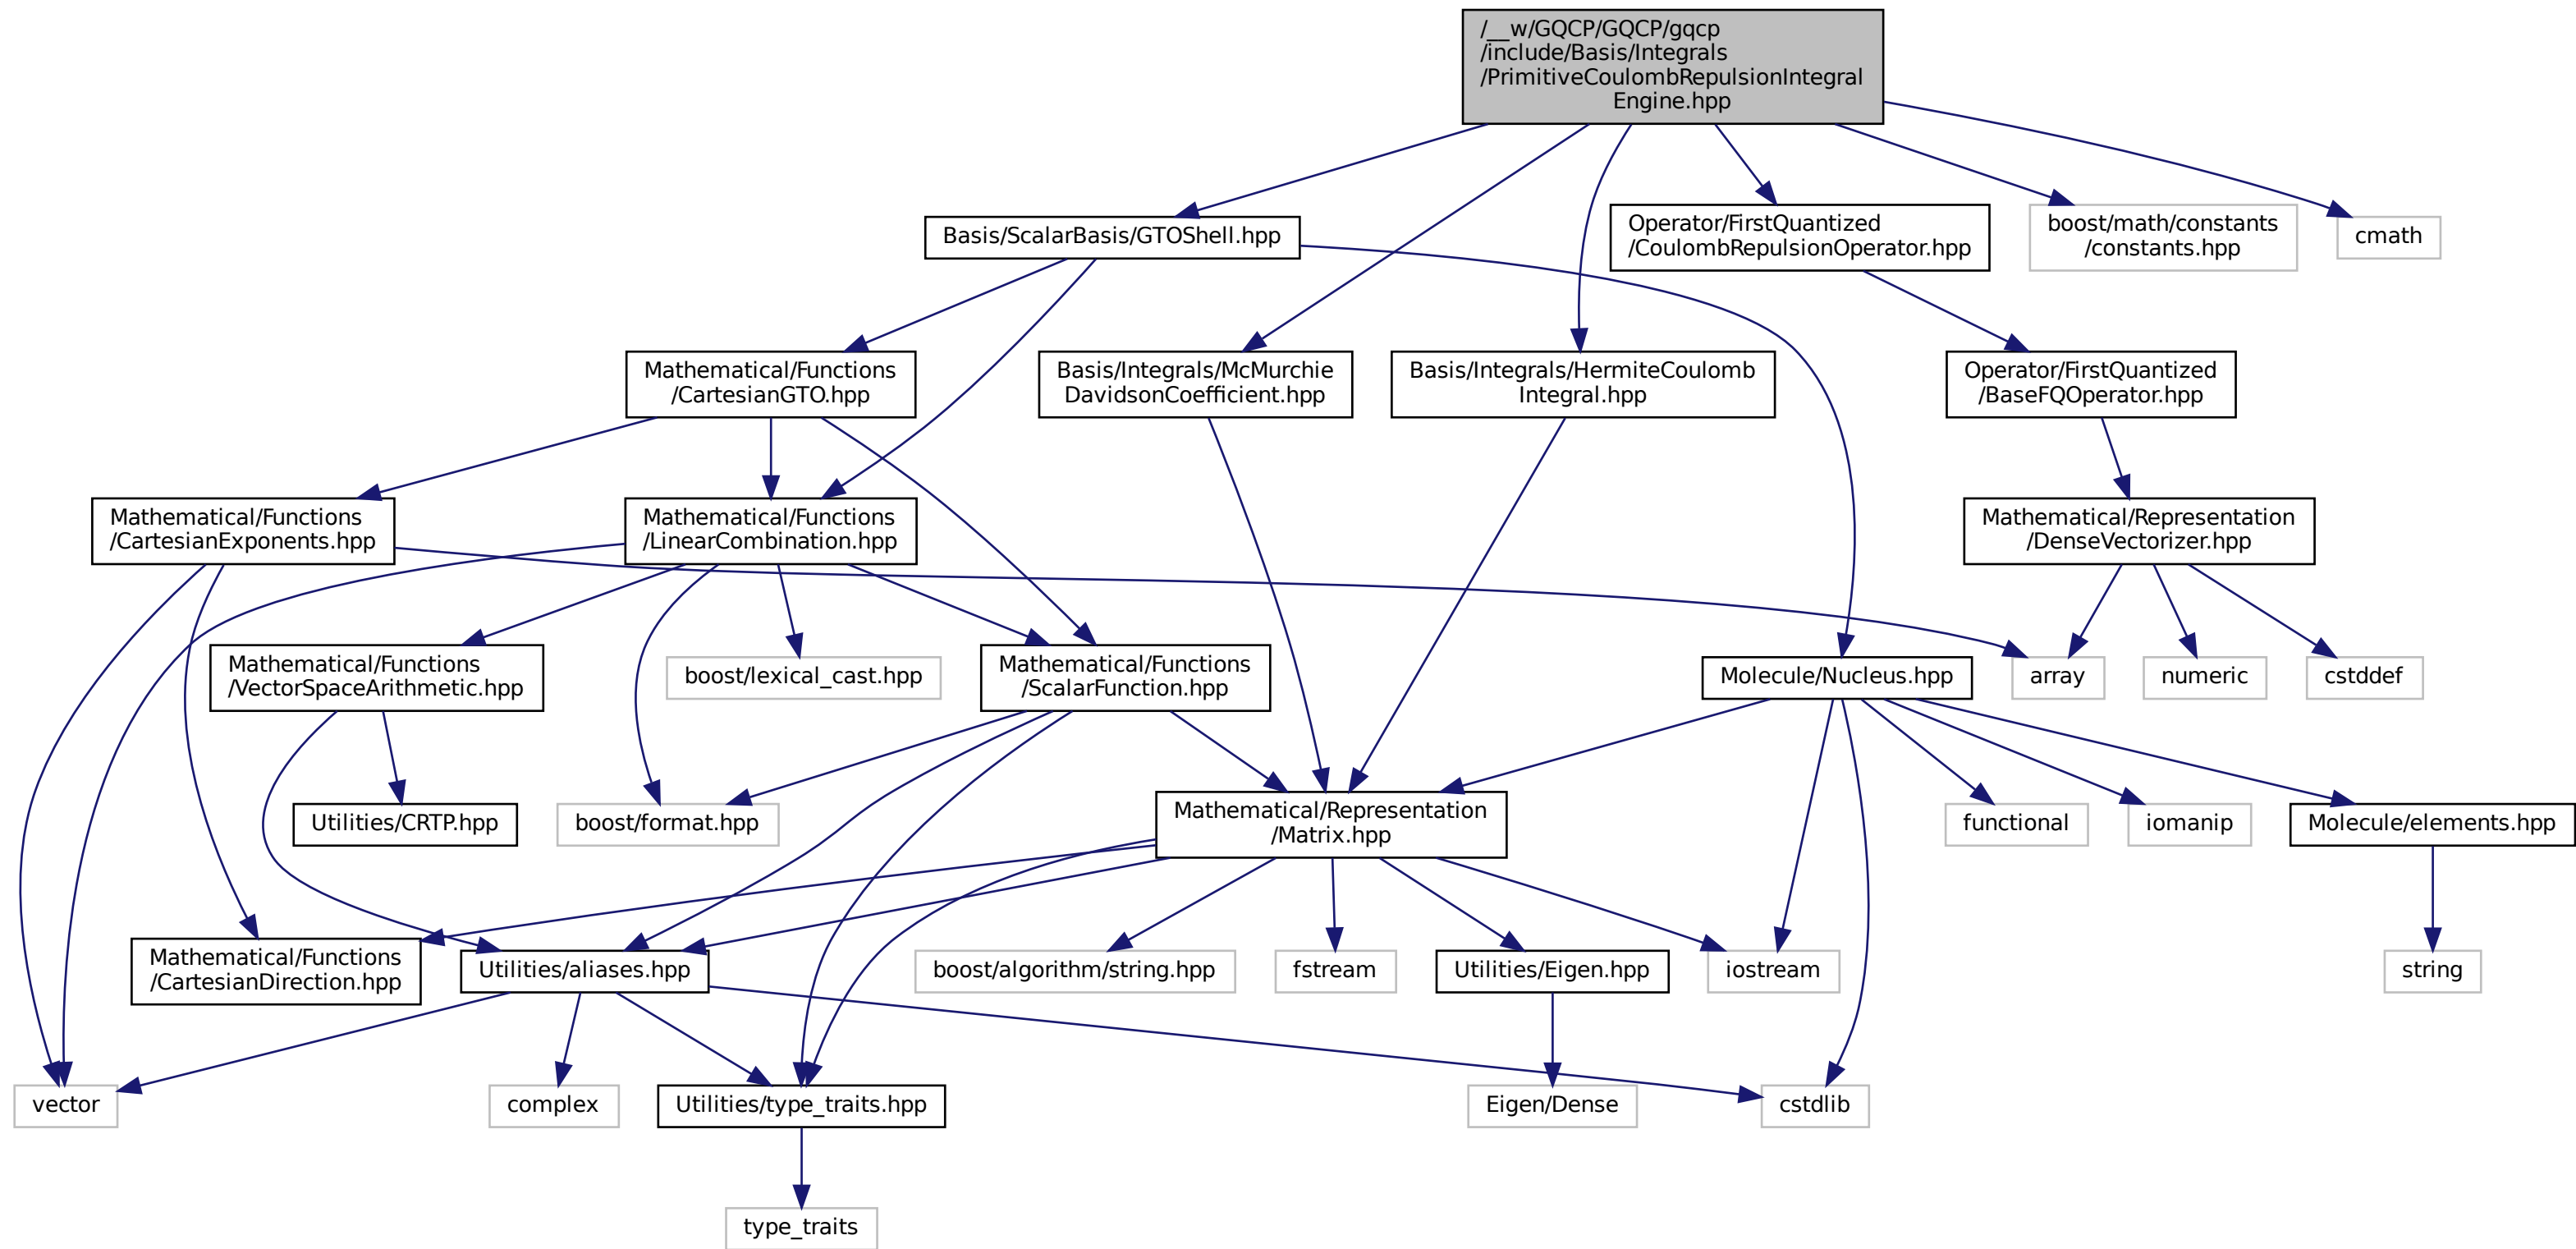 /__w/GQCP/GQCP/gqcp
/include/Basis/Integrals
/PrimitiveCoulombRepulsionIntegral
Engine.hpp
Basis/ScalarBasis/GTOShell.hpp
Operator/FirstQuantized
/CoulombRepulsionOperator.hpp
boost/math/constants
/constants.hpp
cmath
Mathematical/Functions
/CartesianGTO.hpp
Basis/Integrals/McMurchie
DavidsonCoefficient.hpp
Basis/Integrals/HermiteCoulomb
Integral.hpp
Operator/FirstQuantized
/BaseFQOperator.hpp
Mathematical/Functions
/CartesianExponents.hpp
Mathematical/Functions
/LinearCombination.hpp
Mathematical/Representation
/DenseVectorizer.hpp
Mathematical/Functions
/VectorSpaceArithmetic.hpp
boost/lexical_cast.hpp
Mathematical/Functions
/ScalarFunction.hpp
Molecule/Nucleus.hpp
array
numeric
cstddef
Utilities/CRTP.hpp
boost/format.hpp
Mathematical/Representation
/Matrix.hpp
functional
iomanip
Molecule/elements.hpp
Mathematical/Functions
/CartesianDirection.hpp
Utilities/aliases.hpp
boost/algorithm/string.hpp
fstream
Utilities/Eigen.hpp
iostream
string
vector
complex
Utilities/type_traits.hpp
Eigen/Dense
cstdlib
type_traits